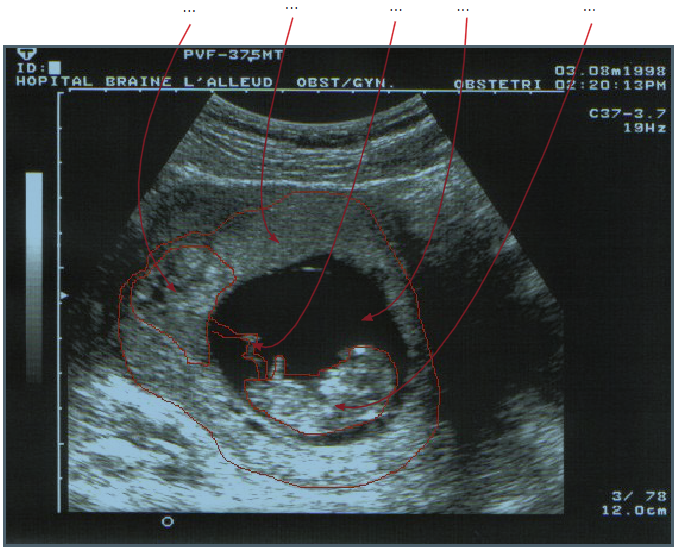 ... ... ... ... ...
PVF-375MT
ID:
03.08m1998
HOPITAL BRAINE L'ALLEUD OBST/GYN. OBSTETRI 02:20:13PM
C37-3.7
19Hz
3/ 78
12.0cm